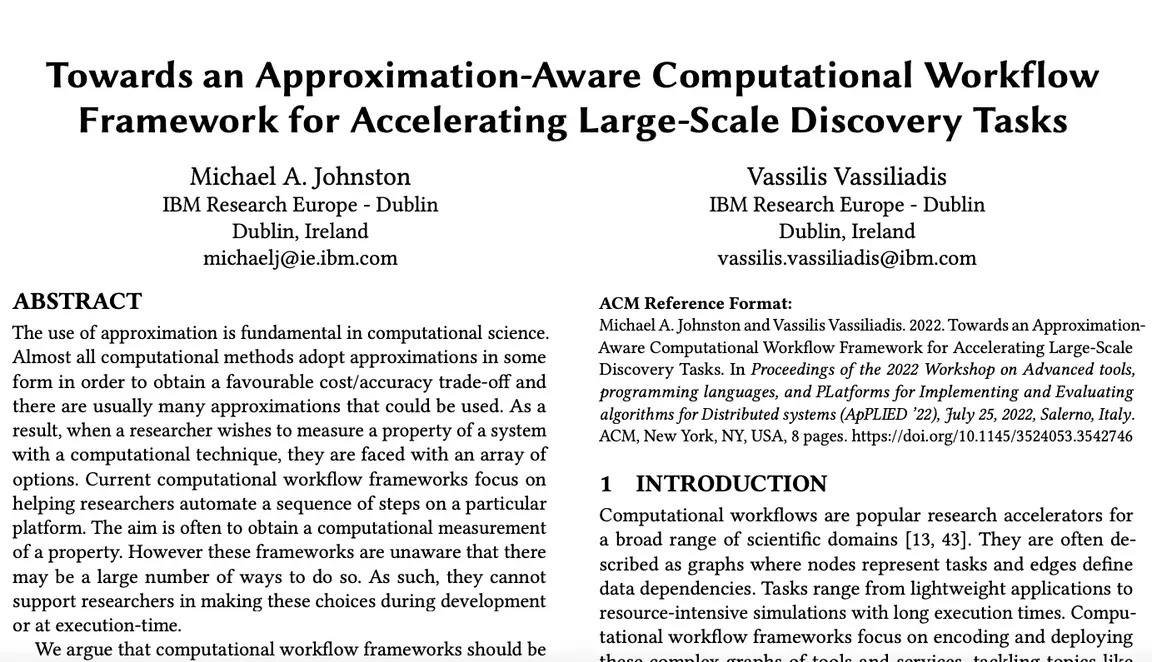 Towards an Approximation-Aware Computational Workflow
Framework for Accelerating Large-Scale Discovery Tasks
Michael A. Johnston
IBM Research Europe - Dublin
Dublin, Ireland
michaelj@ie.ibm.com
Vassilis Vassiliadis
IBM Research Europe - Dublin
Dublin, Ireland
vassilis.vassiliadis@ibm.com
ABSTRACT
The use of approximation is fundamental in computational science.
Almost all computational methods adopt approximations in some
form in order to obtain a favourable cost/accuracy trade-off and
there are usually many approximations that could be used. As a
result, when a researcher wishes to measure a property of a system
with a computational technique, they are faced with an array of
options. Current computational workflow frameworks focus on
helping researchers automate a sequence of steps on a particular
platform. The aim is often to obtain a computational measurement
of a property. However these frameworks are unaware that there
may be a large number of ways to do so. As such, they cannot
support researchers in making these choices during development
or at execution-time.
We argue that computational workflow frameworks should be
ACM Reference Format:
Michael A. Johnston and Vassilis Vassiliadis. 2022. Towards an Approximation-
Aware Computational Workflow Framework for Accelerating Large-Scale
Discovery Tasks. In Proceedings of the 2022 Workshop on Advanced tools,
programming languages, and PLatforms for Implementing and Evaluating
algorithms for Distributed systems (ApPLIED ’22), July 25, 2022, Salerno, Italy.
ACM, New York, NY, USA, 8 pages. https://doi.org/10.1145/3524053.3542746
1 INTRODUCTION
Computational workflows are popular research accelerators for
a broad range of scientific domains [13, 43]. They are often de-
scribed as graphs where nodes represent tasks and edges define
data dependencies. Tasks range from lightweight applications to
resource-intensive simulations with long execution times. Compu-
tational workflow frameworks focus on encoding and deploying
these complex graphs of tools and services, tackling topics like